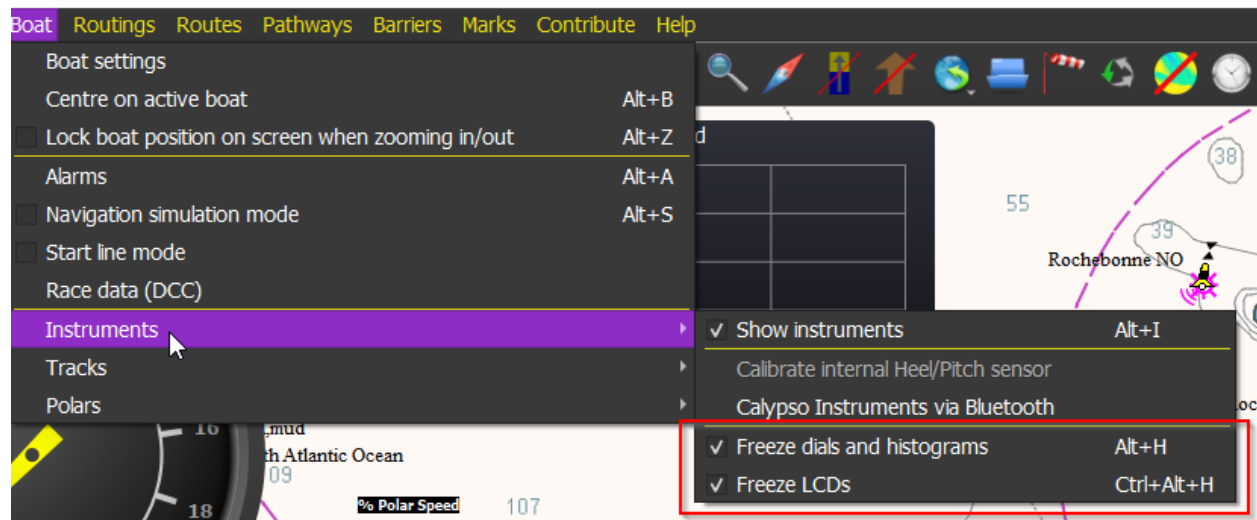 Boat Routings Routes Pathways Barriers Marks Contribute Help
Boat settings
Centre on active boat Alt+B
Lock boat position on screen when zooming in/out Alt+Z
Alarms Alt+A
Navigation simulation mode Alt+S
Start line mode
Race data (DCC)
Instruments
Tracks
Polars
Show instruments Alt+I
Calibrate internal Heel/Pitch sensor
Calypso Instruments via Bluetooth
Freeze dials and histograms Alt+H
Freeze LCDs Ctrl+Alt+H
d
38
55
39
Rochebonne NO
oc
16
,mud
th Atlantic Ocean
09
18
% Polar Speed
107